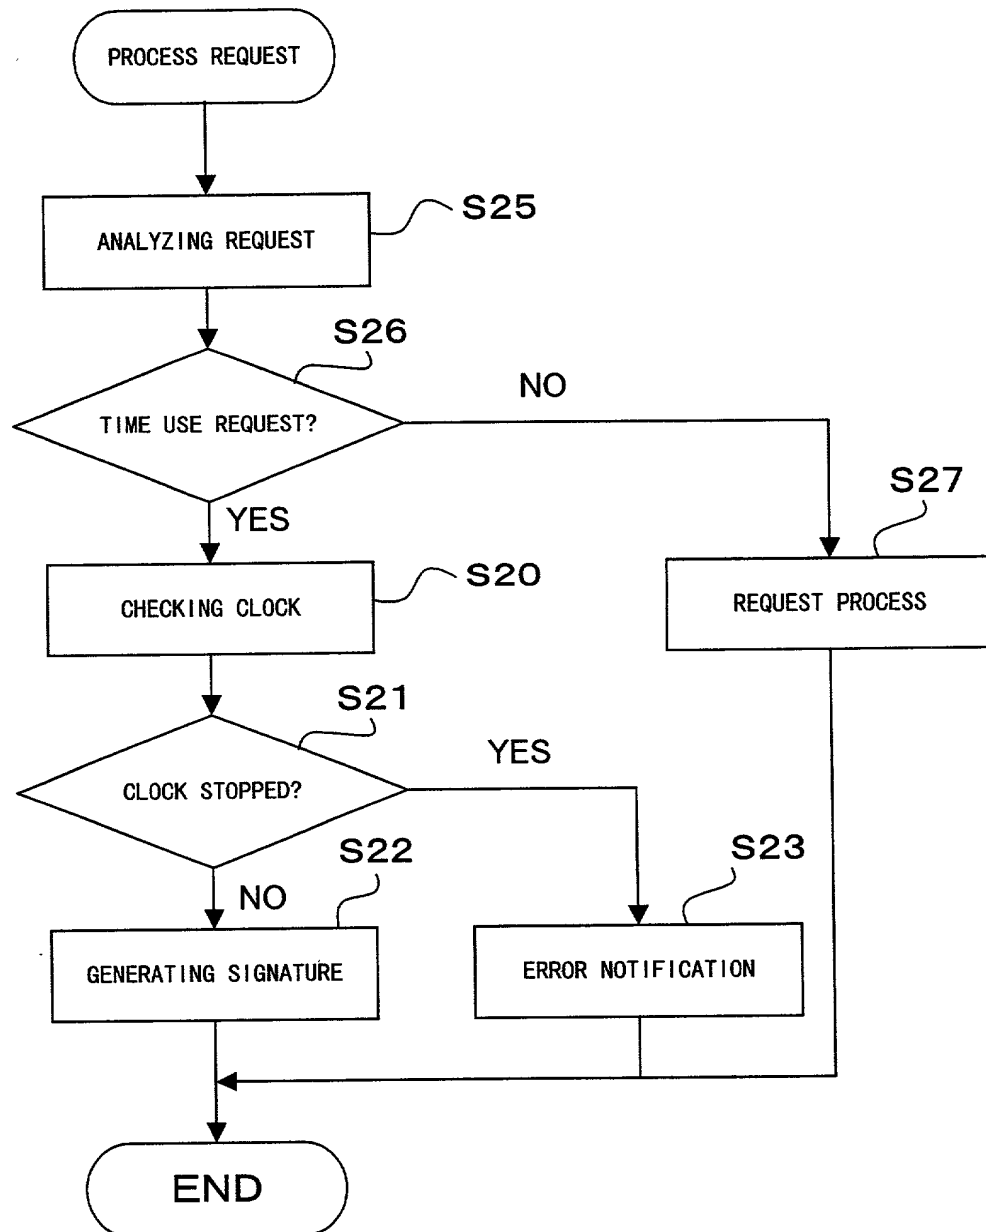 PROCESS REQUEST
S25
ANALYZING REQUEST
S26
NO
TIME USE REQUEST?
S27
YES
S20
REQUEST PROCESS
CHECKING CLOCK
S21
YES
CLOCK STOPPED?
S22
S23
NO
GENERATING SIGNATURE
ERROR NOTIFICATION
END